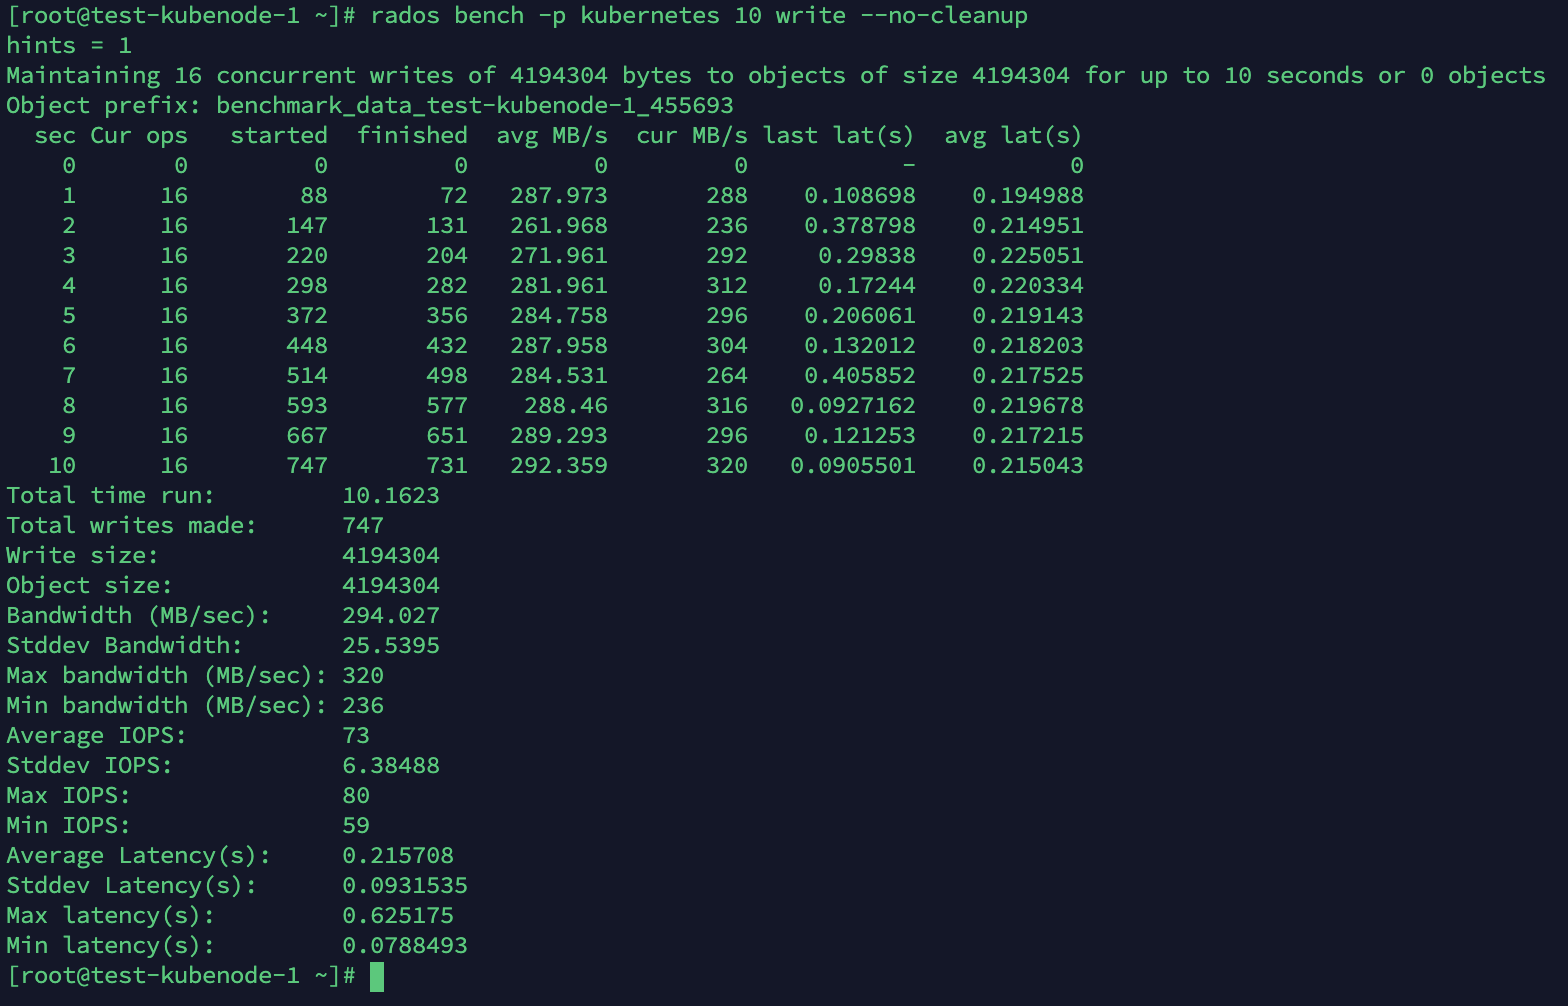 [root@test-kubenode-1 ~]# rados bench -p kubernetes 10 write --no-cleanup
hints = 1
Maintaining 16 concurrent writes of 4194304 bytes to objects of size 4194304 for up to 10 seconds or 0 objects
Object prefix: benchmark_data_test-kubenode-1_455693
  sec Cur ops   started  finished  avg MB/s  cur MB/s last lat(s)  avg lat(s)
    0       0         0         0         0         0           -           0
    1      16        88        72   287.973       288    0.108698    0.194988
    2      16       147       131   261.968       236    0.378798    0.214951
    3      16       220       204   271.961       292     0.29838    0.225051
    4      16       298       282   281.961       312     0.17244    0.220334
    5      16       372       356   284.758       296    0.206061    0.219143
    6      16       448       432   287.958       304    0.132012    0.218203
    7      16       514       498   284.531       264    0.405852    0.217525
    8      16       593       577    288.46       316   0.0927162    0.219678
    9      16       667       651   289.293       296    0.121253    0.217215
   10      16       747       731   292.359       320   0.0905501    0.215043
Total time run:         10.1623
Total writes made:      747
Write size:             4194304
Object size:            4194304
Bandwidth (MB/sec):     294.027
Stddev Bandwidth:       25.5395
Max bandwidth (MB/sec): 320
Min bandwidth (MB/sec): 236
Average IOPS:           73
Stddev IOPS:            6.38488
Max IOPS:               80
Min IOPS:               59
Average Latency(s):     0.215708
Stddev Latency(s):      0.0931535
Max latency(s):         0.625175
Min latency(s):         0.0788493
[root@test-kubenode-1 ~]#